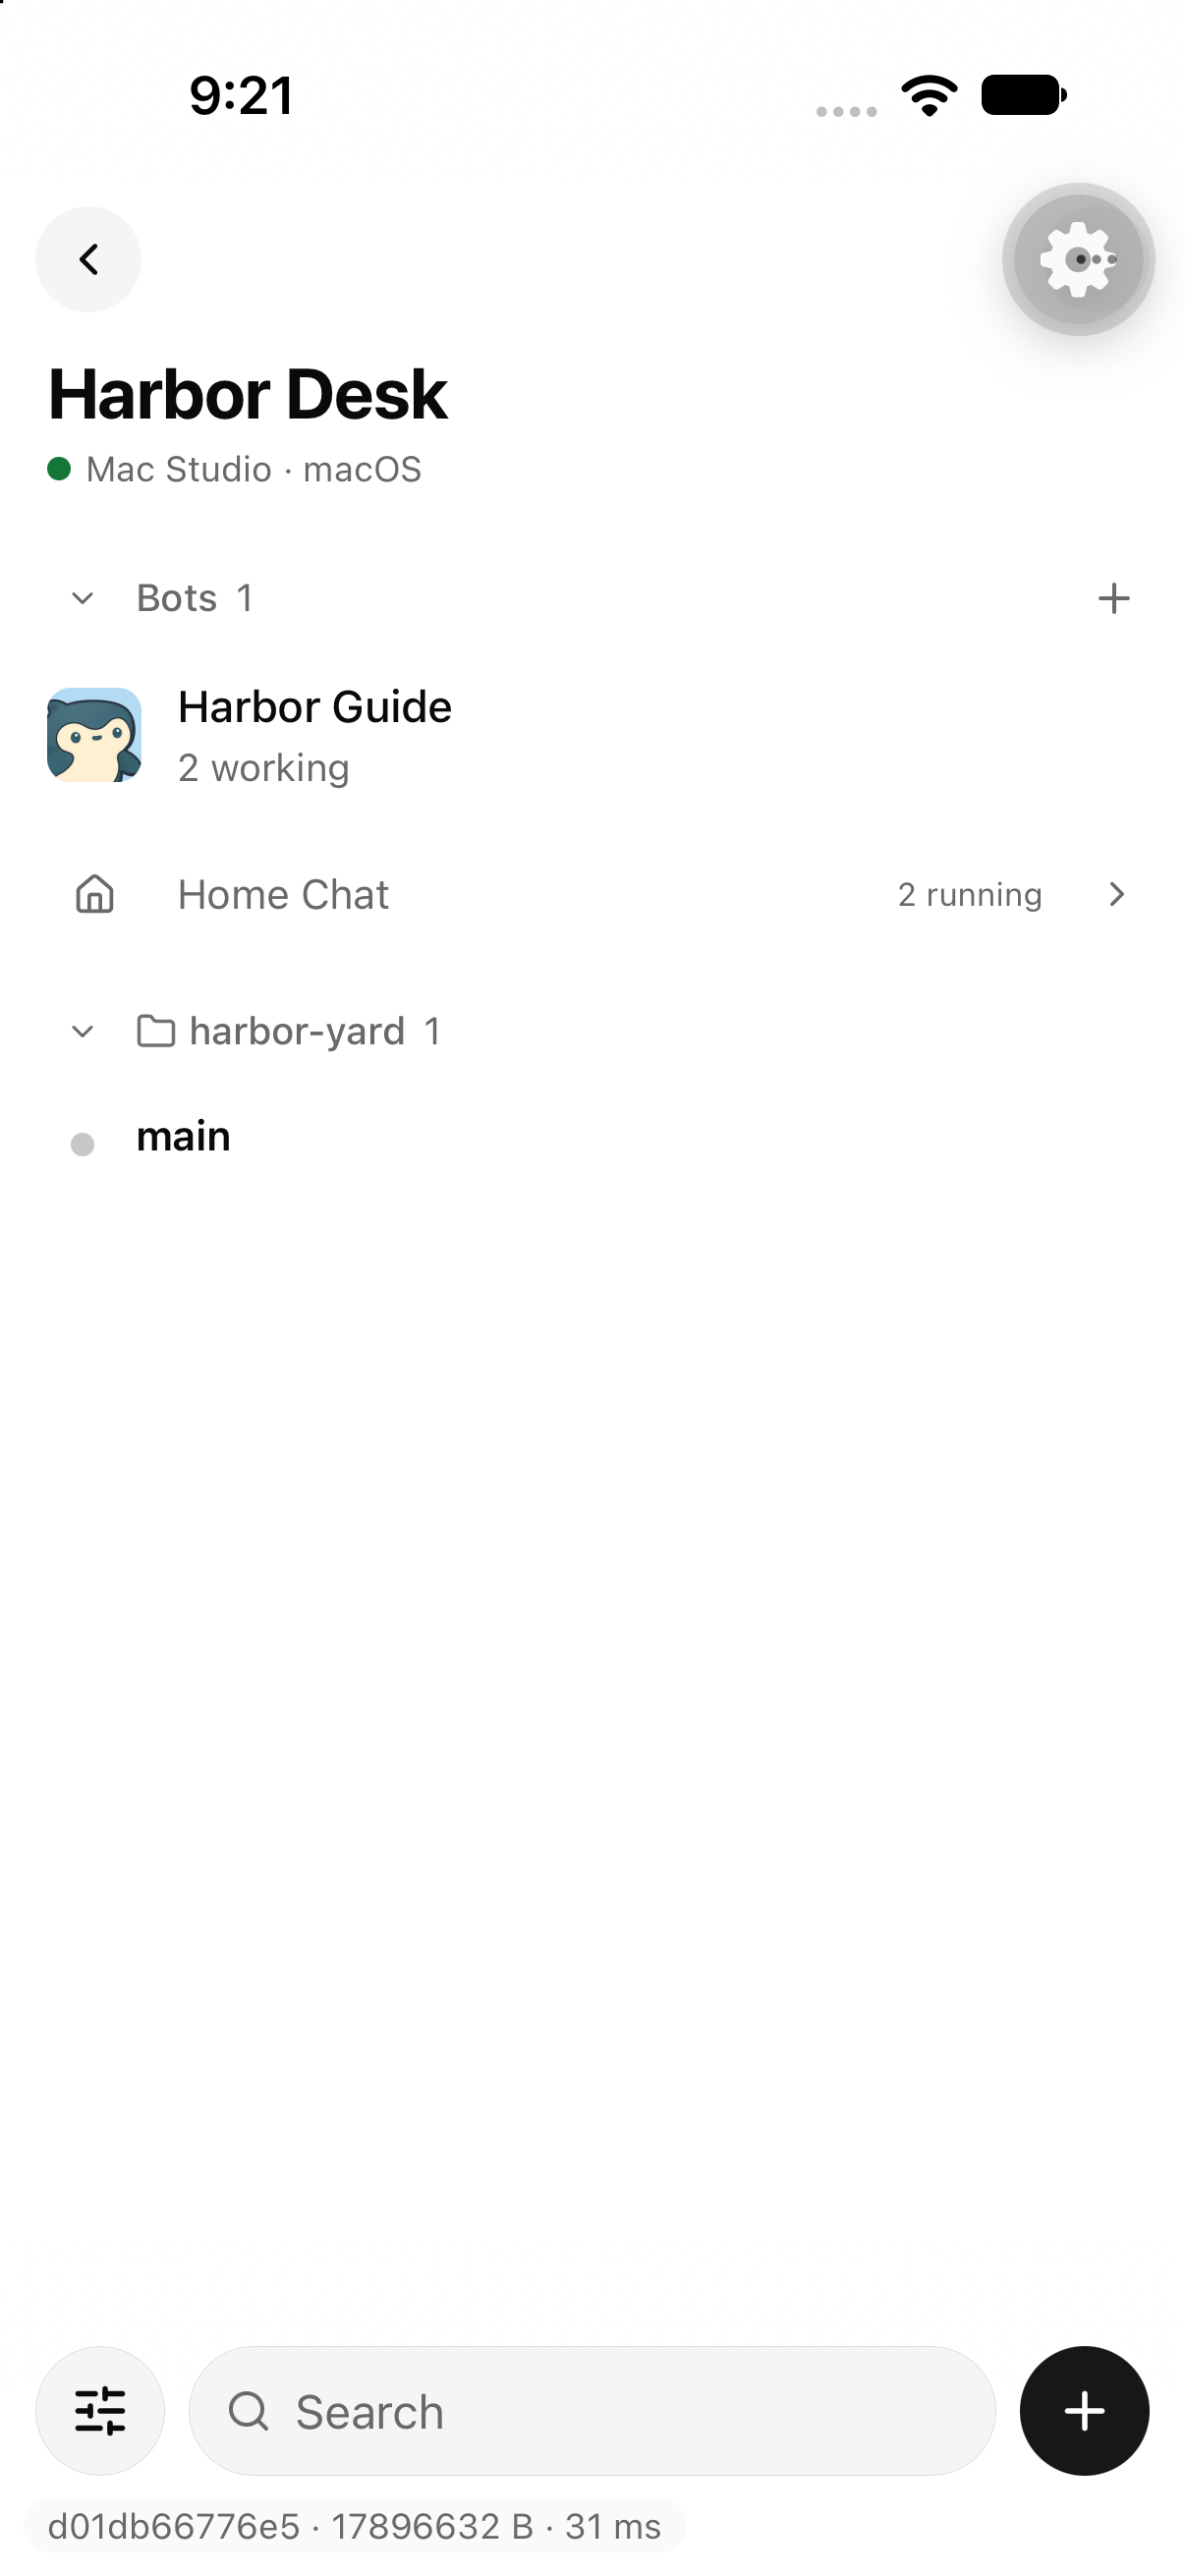 9:21
Harbor Desk
Mac Studio · macOS
Bots 1
Harbor Guide
2 working
Home Chat 2 running
harbor-yard 1
main
Search
d01db66776e5 · 17896632 B · 31 ms